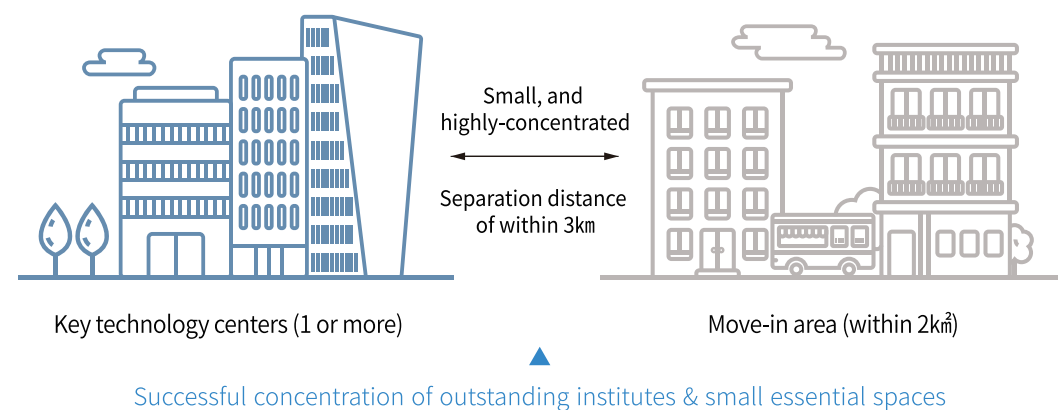 Small, and
highly-concentrated
Separation distance
of within 3㎞
Key technology centers (1 or more)
Move-in area (within 2㎢)
Successful concentration of outstanding institutes & small essential spaces